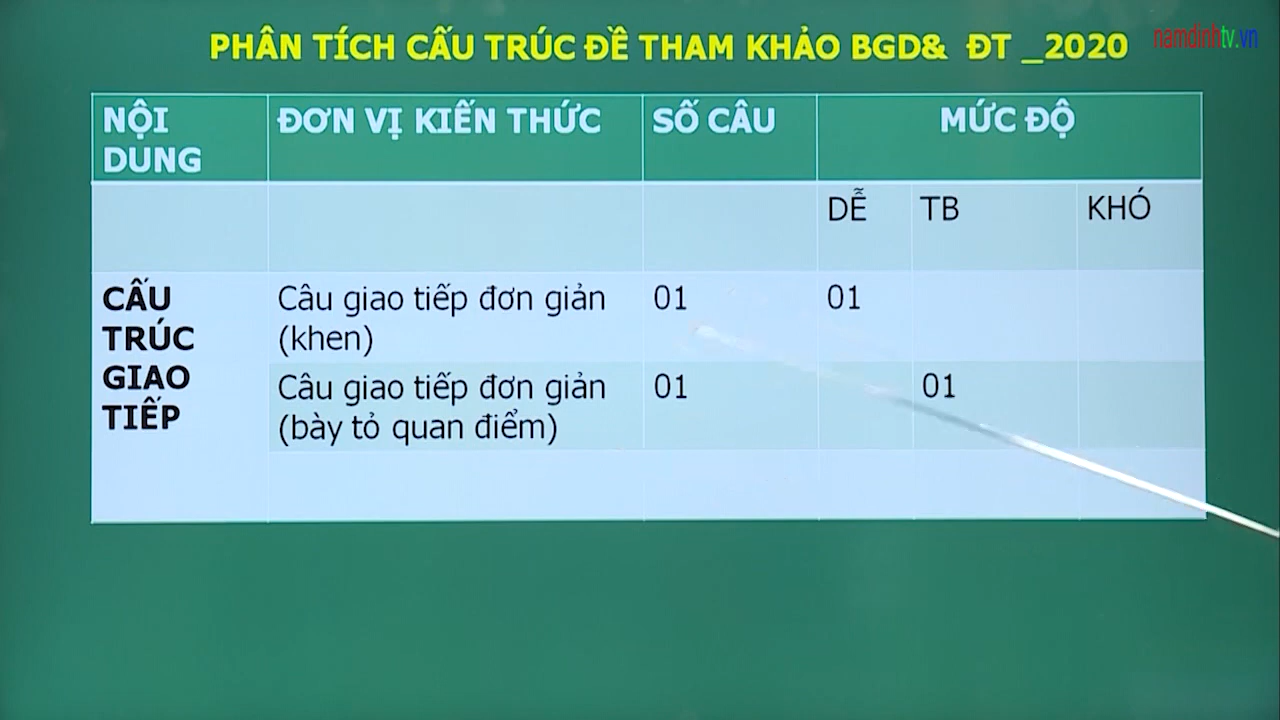 PHÂN TÍCH CẤU TRÚC ĐỀ THAM KHẢO BGD& ĐT _2020
namdinhtv.vn
NỘI DUNG
ĐƠN VỊ KIẾN THỨC
SỐ CÂU
MỨC ĐỘ
DỄ
TB
KHÓ
CẤU
TRÚC
GIAO
TIẾP
Câu giao tiếp đơn giản
(khen)
01
01
Câu giao tiếp đơn giản
(bày tỏ quan điểm)
01
01